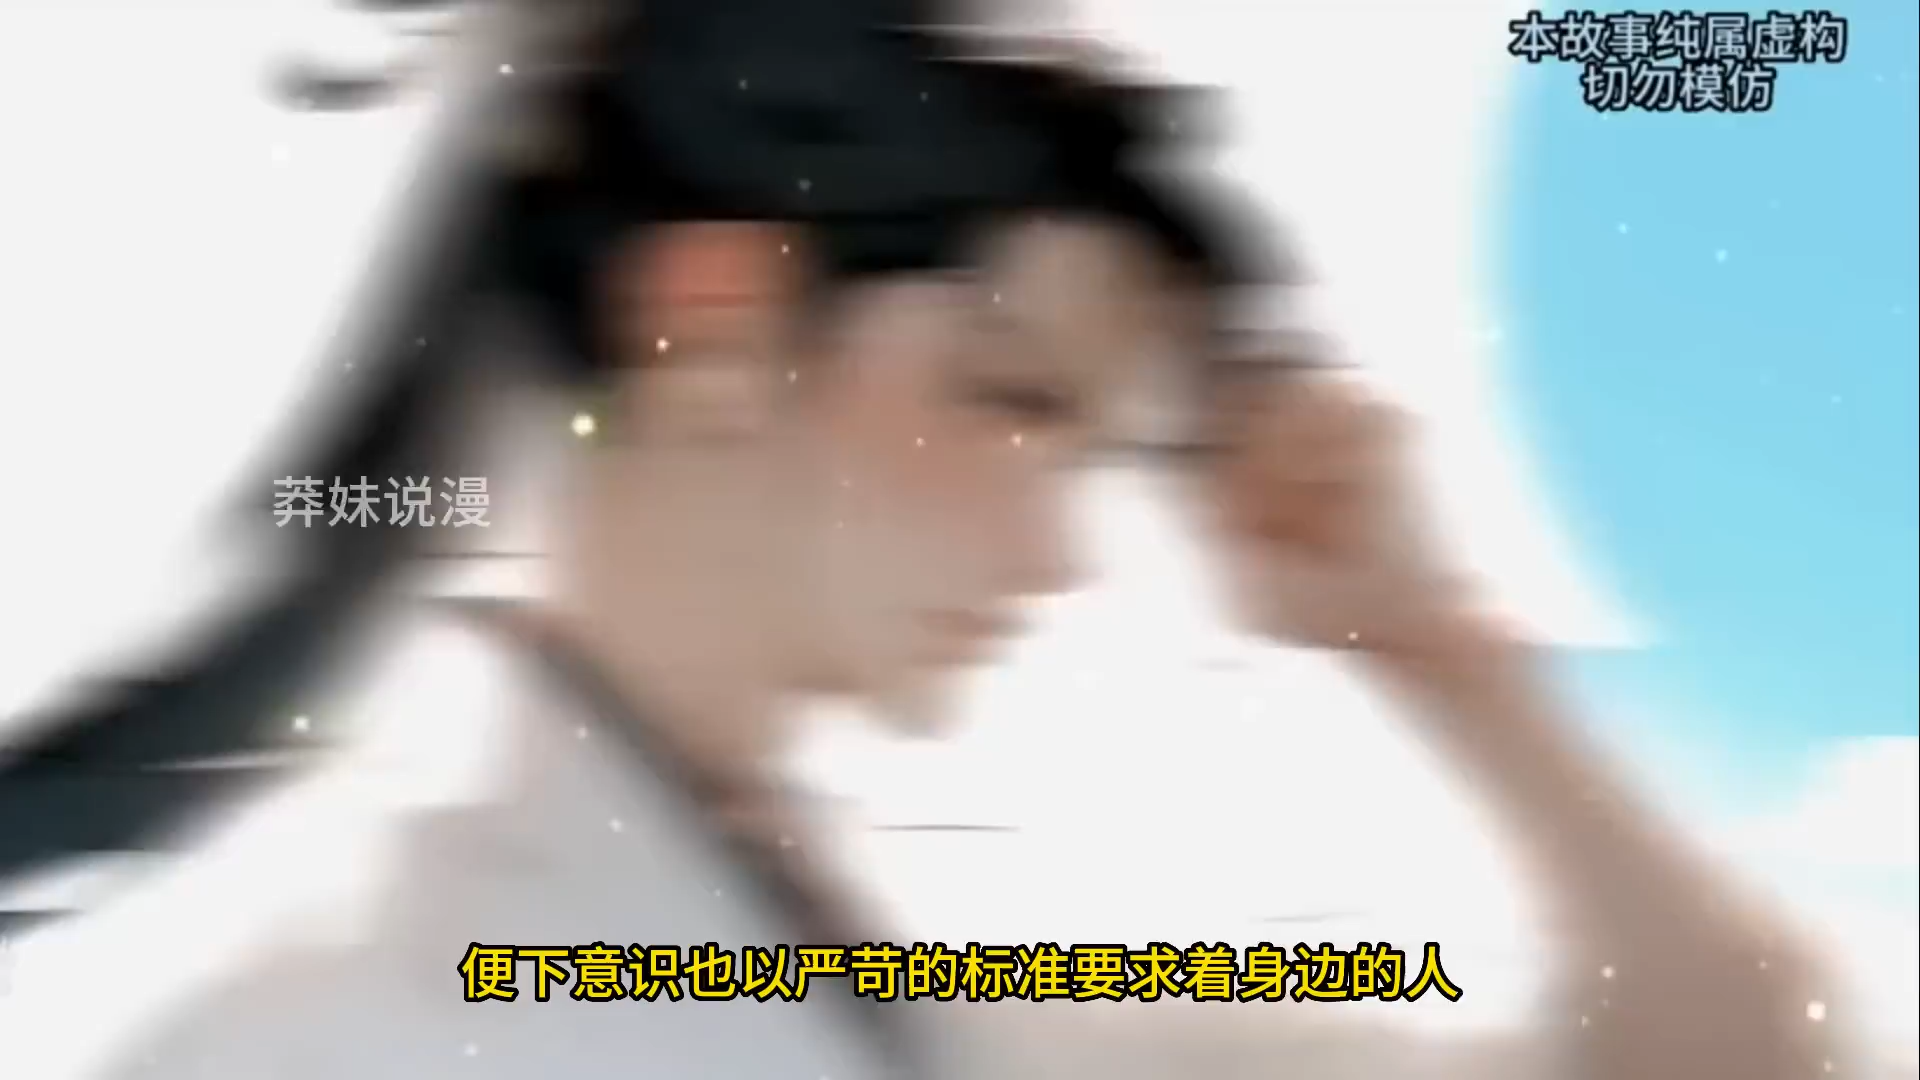 本故事纯属虚构
切勿模仿
莽妹说漫
便下意识也以严苛的标准要求着身边的人